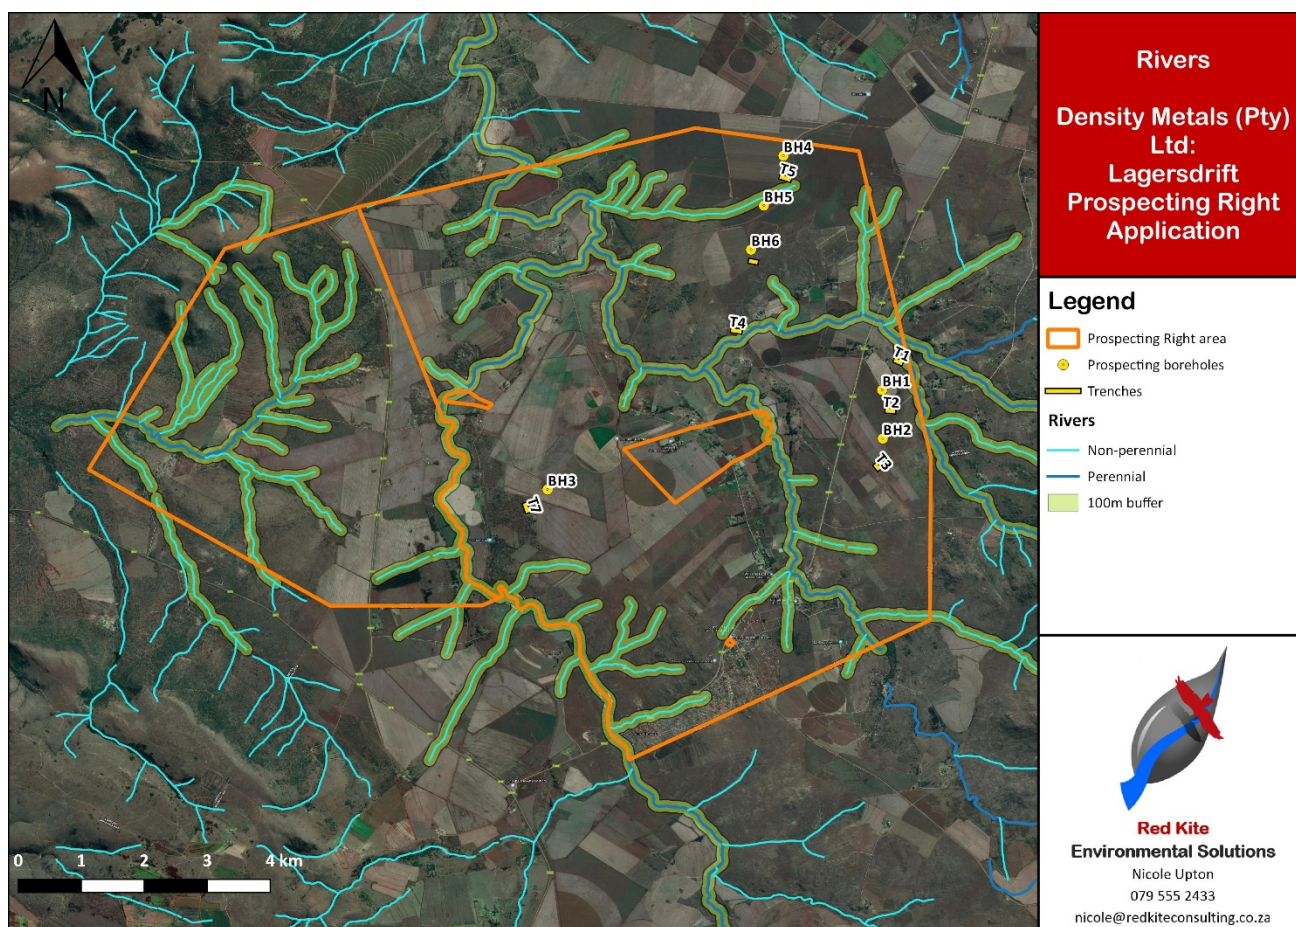 N
BH4
T5
BH5
BH6
T4
T1
BH1
T2
BH2
T3
BH3
T7
0 1 2 3 4 km
Rivers
Density Metals (Pty)
Ltd:
Lagersdrift
Prospecting Right
Application
Legend
Prospecting Right area
Prospecting boreholes
Trenches
Rivers
Non-perennial
Perennial
100m buffer
Red Kite
Environmental Solutions
Nicole Upton
079 555 2433
nicole@redkiteconsulting.co.za